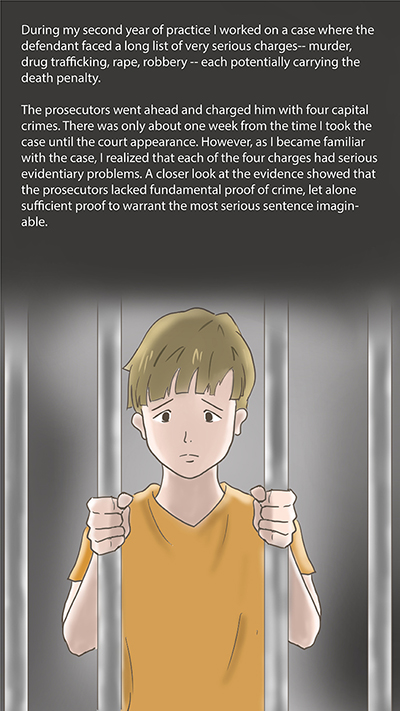 During my second year of practice I worked on a case where the
defendant faced a long list of very serious charges-- murder,
drug trafficking, rape, robbery -- each potentially carrying the
death penalty.
The prosecutors went ahead and charged him with four capital
crimes. There was only about one week from the time I took the
case until the court appearance. However, as I became familiar
with the case, I realized that each of the four charges had serious
evidentiary problems. A closer look at the evidence showed that
the prosecutors lacked fundamental proof of crime, let alone
sufficient proof to warrant the most serious sentence imagin-
able.